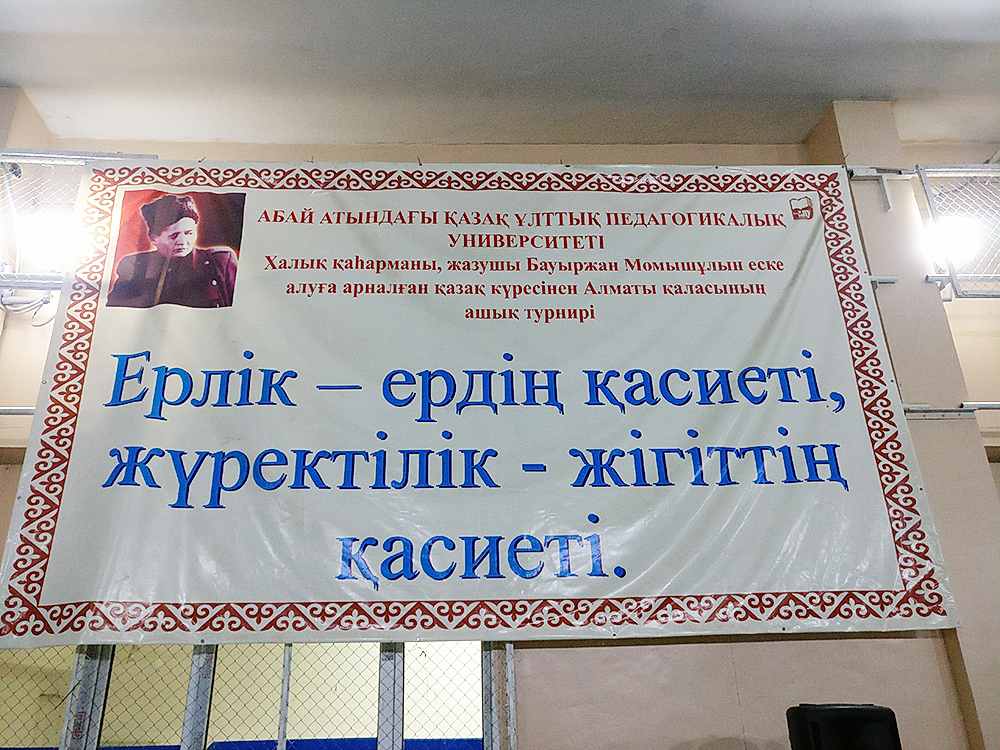 АБАЙ АТЫНДАҒЫ ҚАЗАҚ ҰЛТТЫҚ ПЕДАГОГИКАЛЫҚ
УНИВЕРСИТЕТІ
Халық қаһарманы, жазушы Бауыржан Момышұлын еске
алуға арналған қазақ күресінен Алматы қаласының
ашық турнирі
Ерлік – ердің қасиеті,
жүректілік - жігіттің
қасиеті.